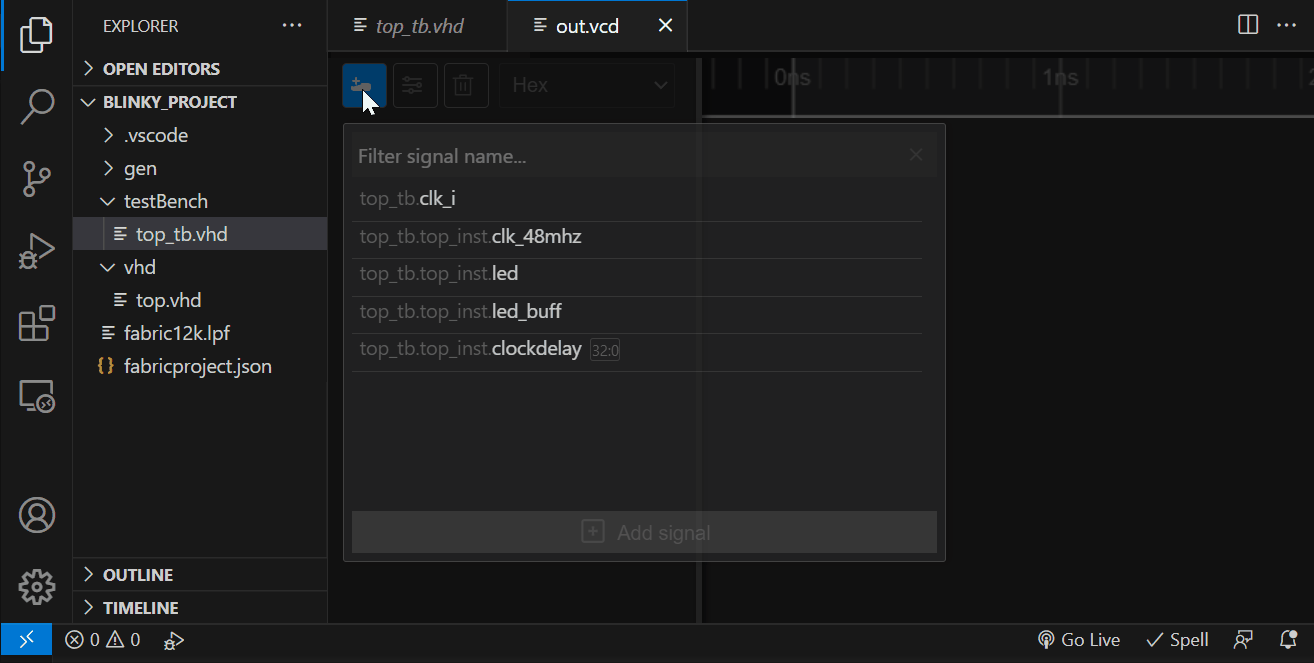 EXPLORER
OPEN EDITORS
BLINKY_PROJECT
.vscode
gen
testBench
top_tb.vhd
vhd
top.vhd
fabric12k.lpf
{} fabricproject.json
OUTLINE
TIMELINE
top_tb.vhd
out.vcd
Hex
0ns
1ns
2
Filter signal name...
top_tb.clk_i
top_tb.top_inst.clk_48mhz
top_tb.top_inst.led
top_tb.top_inst.led_buff
top_tb.top_inst.clockdelay 32:0
Add signal
0 0
Go Live
Spell